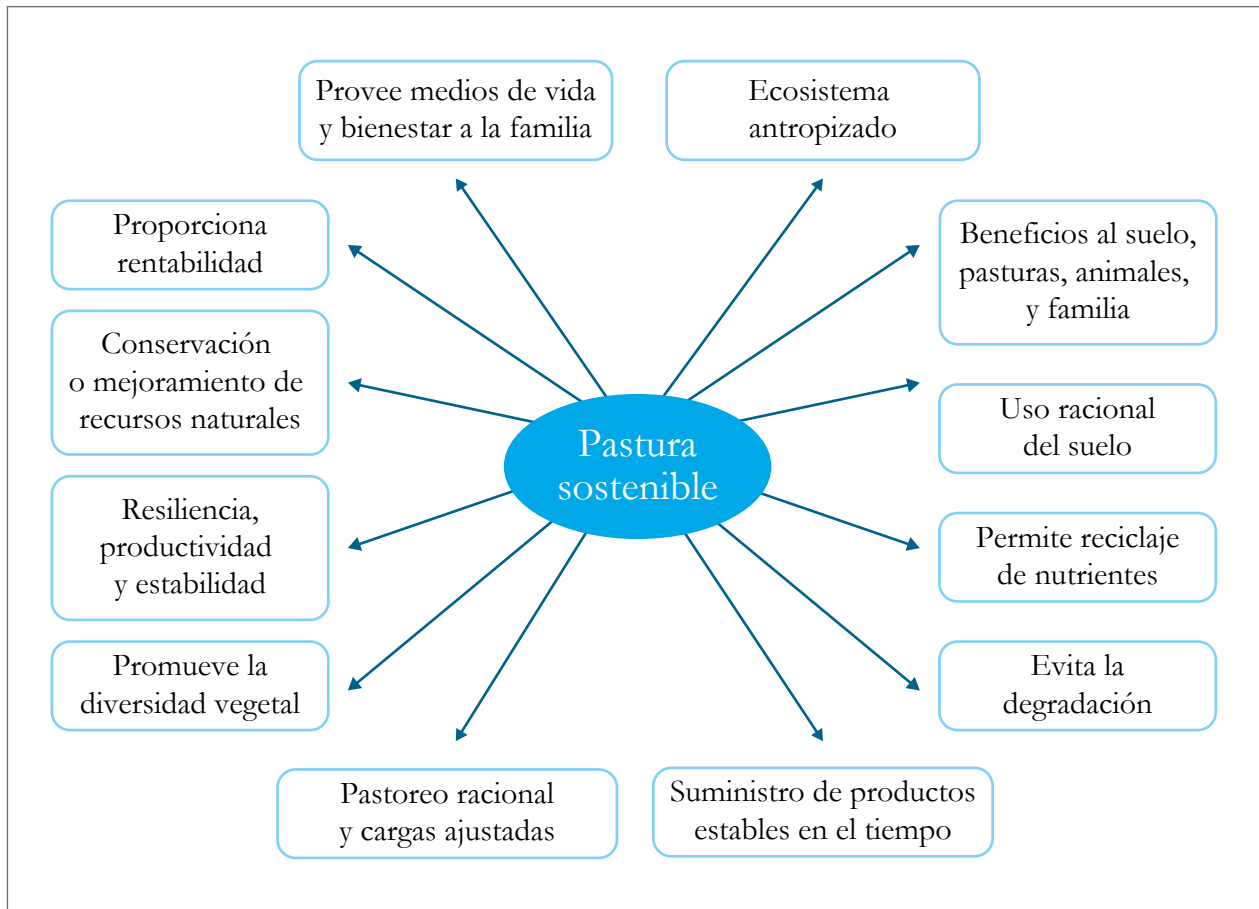 Provee medios de vida
y bienestar a la familia
Ecosistema
antropizado
Proporciona
rentabilidad
Beneficios al suelo,
pasturas, animales,
y familia
Conservación
o mejoramiento de
recursos naturales
Uso racional
del suelo
Pastura
sostenible
Resiliencia,
productividad
y estabilidad
Permite reciclaje
de nutrientes
Promueve la
diversidad vegetal
Evita la
degradación
Pastoreo racional
y cargas ajustadas
Suministro de productos
estables en el tiempo